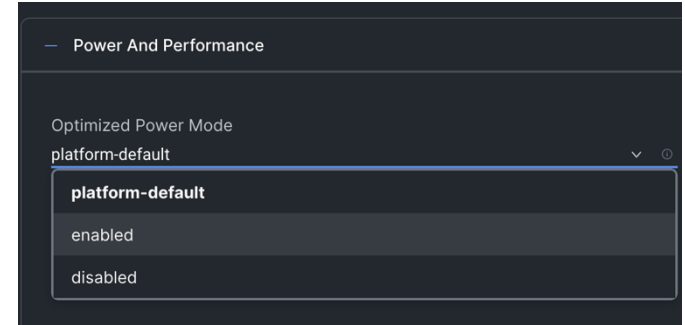 Power And Performance
Optimized Power Mode
platform-default
platform-default
enabled
disabled